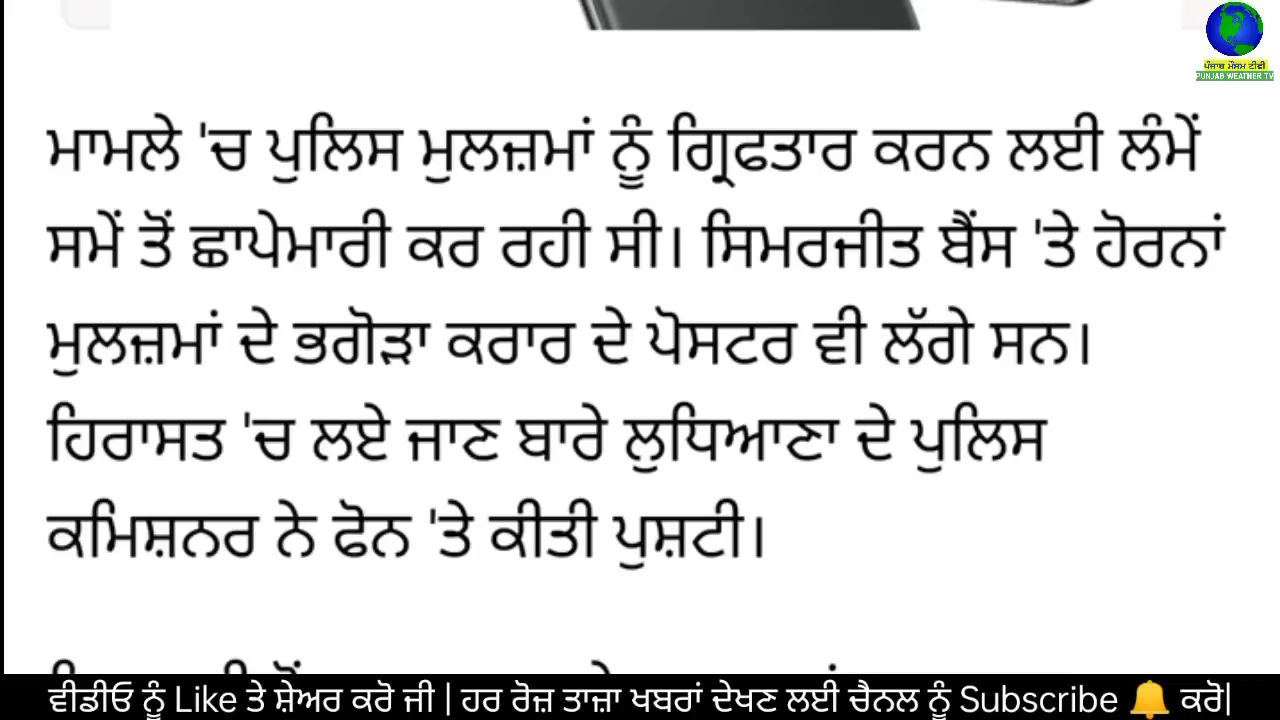 ਪੰਜਾਬ ਮੌਸਮ ਟੀਵੀ
PUNJAB WEATHER TV
ਮਾਮਲੇ 'ਚ ਪੁਲਿਸ ਮੁਲਜ਼ਮਾਂ ਨੂੰ ਗ੍ਰਿਫਤਾਰ ਕਰਨ ਲਈ ਲੰਮੇਂ
ਸਮੇਂ ਤੋਂ ਛਾਪੇਮਾਰੀ ਕਰ ਰਹੀ ਸੀ। ਸਿਮਰਜੀਤ ਬੈਂਸ 'ਤੇ ਹੋਰਨਾਂ
ਮੁਲਜ਼ਮਾਂ ਦੇ ਭਗੋੜਾ ਕਰਾਰ ਦੇ ਪੋਸਟਰ ਵੀ ਲੱਗੇ ਸਨ।
ਹਿਰਾਸਤ 'ਚ ਲਏ ਜਾਣ ਬਾਰੇ ਲੁਧਿਆਣਾ ਦੇ ਪੁਲਿਸ
ਕਮਿਸ਼ਨਰ ਨੇ ਫੋਨ 'ਤੇ ਕੀਤੀ ਪੁਸ਼ਟੀ।
ਵੀਡੀਓ ਨੂੰ Like ਤੇ ਸ਼ੇਅਰ ਕਰੋ ਜੀ | ਹਰ ਰੋਜ਼ ਤਾਜ਼ਾ ਖਬਰਾਂ ਦੇਖਣ ਲਈ ਚੈਨਲ ਨੂੰ Subscribe 🔔 ਕਰੋ|